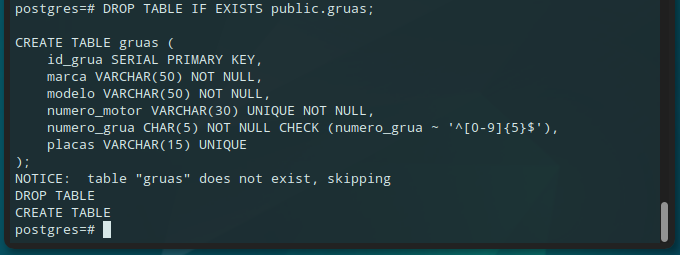 postgres=# DROP TABLE IF EXISTS public.gruas;

CREATE TABLE gruas (
    id_grua SERIAL PRIMARY KEY,
    marca VARCHAR(50) NOT NULL,
    modelo VARCHAR(50) NOT NULL,
    numero_motor VARCHAR(30) UNIQUE NOT NULL,
    numero_grua CHAR(5) NOT NULL CHECK (numero_grua ~ '^[0-9]{5}$'),
    placas VARCHAR(15) UNIQUE
);
NOTICE:  table "gruas" does not exist, skipping
DROP TABLE
CREATE TABLE
postgres=#